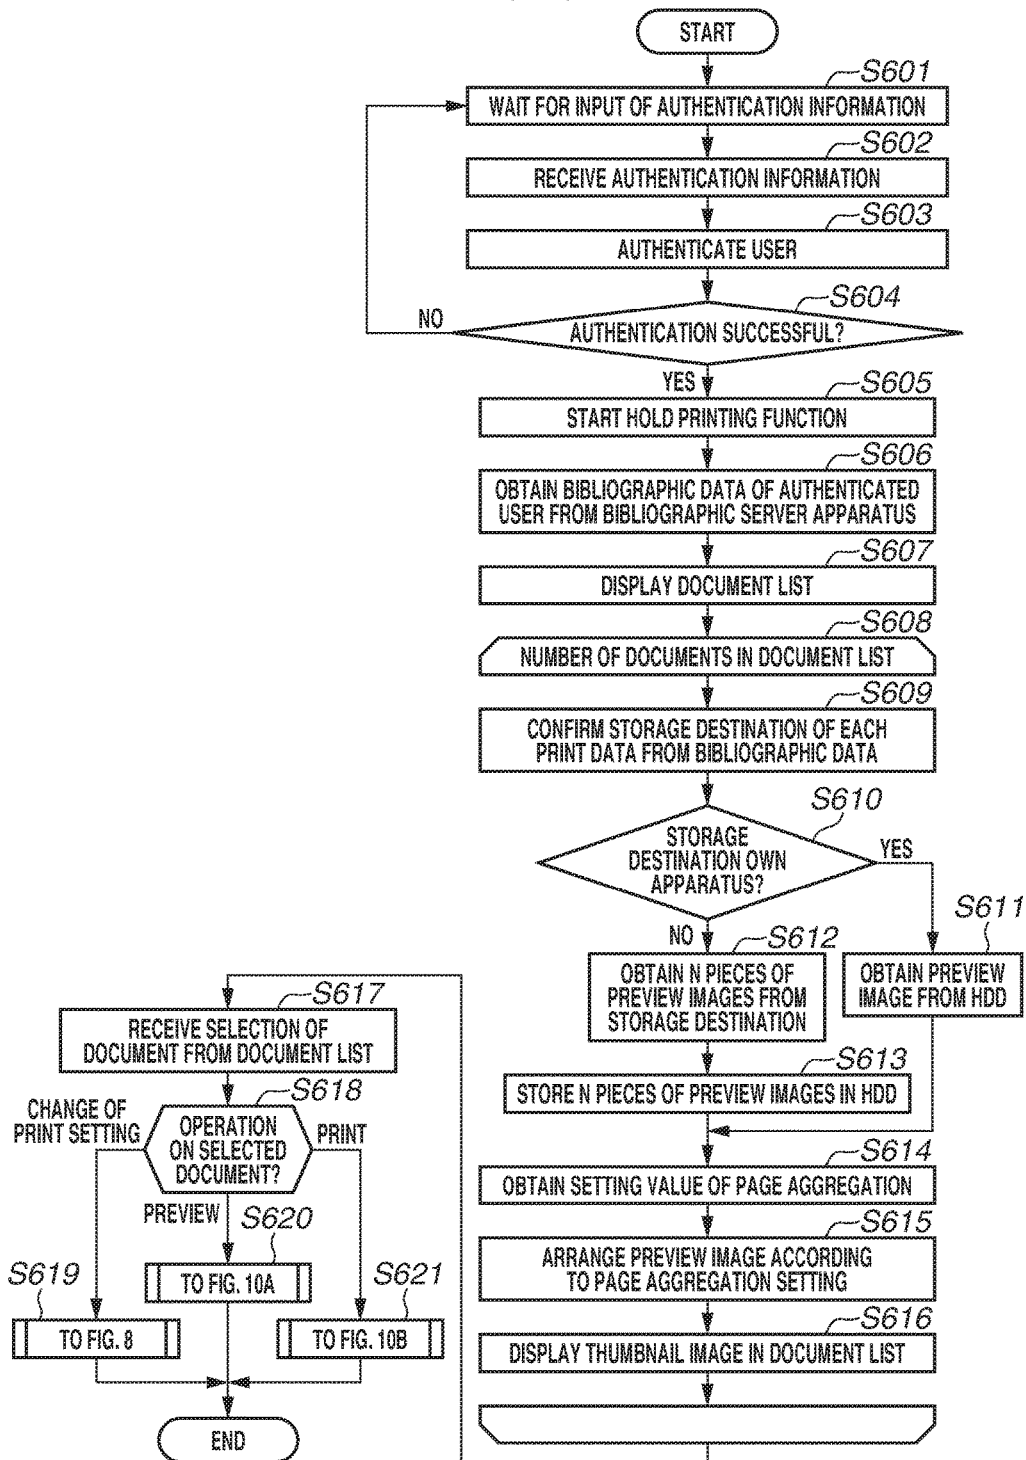 START
S601
WAIT FOR INPUT OF AUTHENTICATION INFORMATION
S602
RECEIVE AUTHENTICATION INFORMATION
S603
AUTHENTICATE USER
S604
NO
AUTHENTICATION SUCCESSFUL?
YES
S605
START HOLD PRINTING FUNCTION
S606
OBTAIN BIBLIOGRAPHIC DATA OF AUTHENTICATED
USER FROM BIBLIOGRAPHIC SERVER APPARATUS
S607
DISPLAY DOCUMENT LIST
S608
NUMBER OF DOCUMENTS IN DOCUMENT LIST
S609
CONFIRM STORAGE DESTINATION OF EACH
PRINT DATA FROM BIBLIOGRAPHIC DATA
S610
STORAGE
DESTINATION OWN
APPARATUS?
YES
S611
OBTAIN PREVIEW
IMAGE FROM HDD
NO
S612
OBTAIN N PIECES OF
PREVIEW IMAGES FROM
STORAGE DESTINATION
S613
STORE N PIECES OF PREVIEW IMAGES IN HDD
S614
OBTAIN SETTING VALUE OF PAGE AGGREGATION
S615
ARRANGE PREVIEW IMAGE ACCORDING
TO PAGE AGGREGATION SETTING
S616
DISPLAY THUMBNAIL IMAGE IN DOCUMENT LIST
S617
RECEIVE SELECTION OF
DOCUMENT FROM DOCUMENT LIST
S618
CHANGE OF
PRINT SETTING
OPERATION
ON SELECTED
DOCUMENT?
PRINT
PREVIEW
S620
TO FIG. 10A
S619
TO FIG. 8
S621
TO FIG. 10B
END